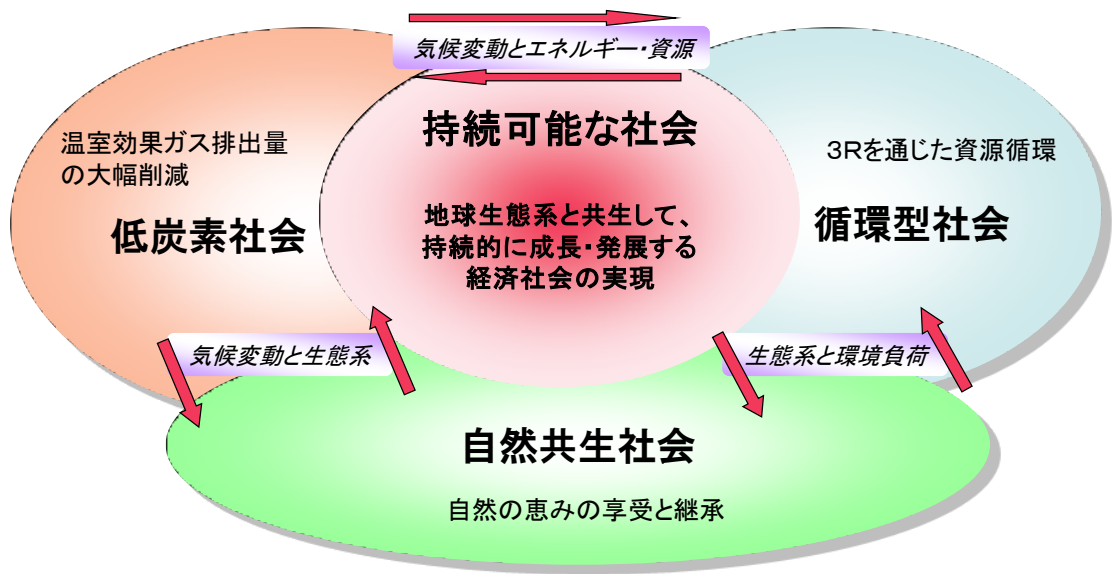 気候変動とエネルギー・資源
持続可能な社会
温室効果ガス排出量
の大幅削減
3Rを通じた資源循環
低炭素社会
循環型社会
地球生態系と共生して、
持続的に成長・発展する
経済社会の実現
気候変動と生態系
生態系と環境負荷
自然共生社会
自然の恵みの享受と継承